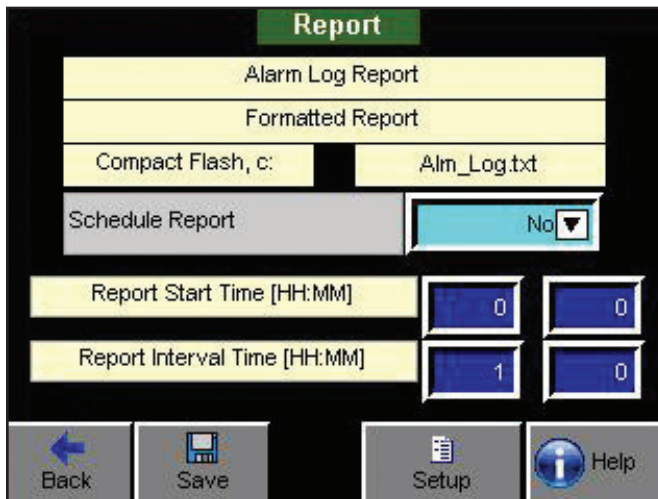 Report
Alarm Log Report
Formatted Report
Compact Flash, c: Alm_Log.txt
Schedule Report No
Report Start Time [HH:MM] 0 0
Report Interval Time [HH:MM] 1 0
Back Save Setup Help